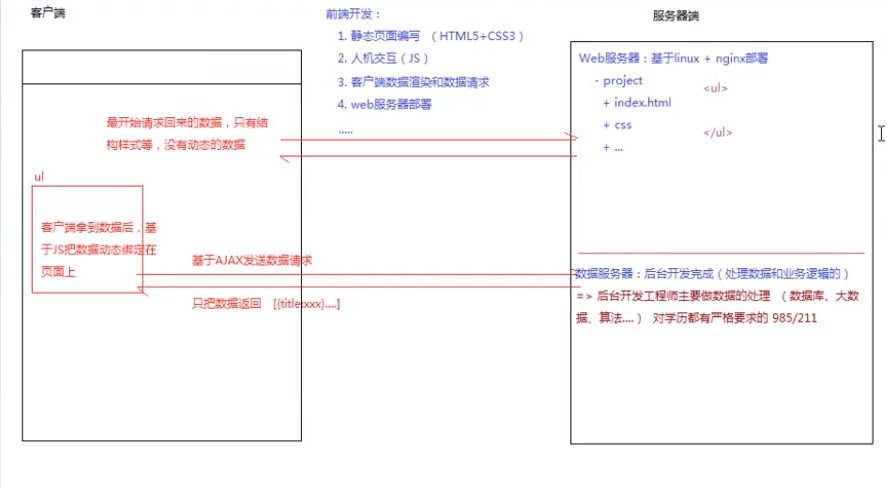 客户端
前端开发：
服务器端
1. 静态页面编写 （HTML5+CSS3）
2. 人机交互（JS）
3. 客户端数据渲染和数据请求
4. web服务器部署
.....
Web服务器：基于linux + nginx部署
- project
+ index.html
+ css
+ ...
<ul>
</ul>
最开始请求回来的数据，只有结
构样式等，没有动态的数据
ul
客户端拿到数据后，基
于JS把数据动态绑定在
页面上
基于AJAX发送数据请求
只把数据返回 [{title:xxx}....]
数据服务器：后台开发完成（处理数据和业务逻辑的）
=> 后台开发工程师主要做数据的处理 （数据库、大数
据、算法....） 对学历都有严格要求的 985/211